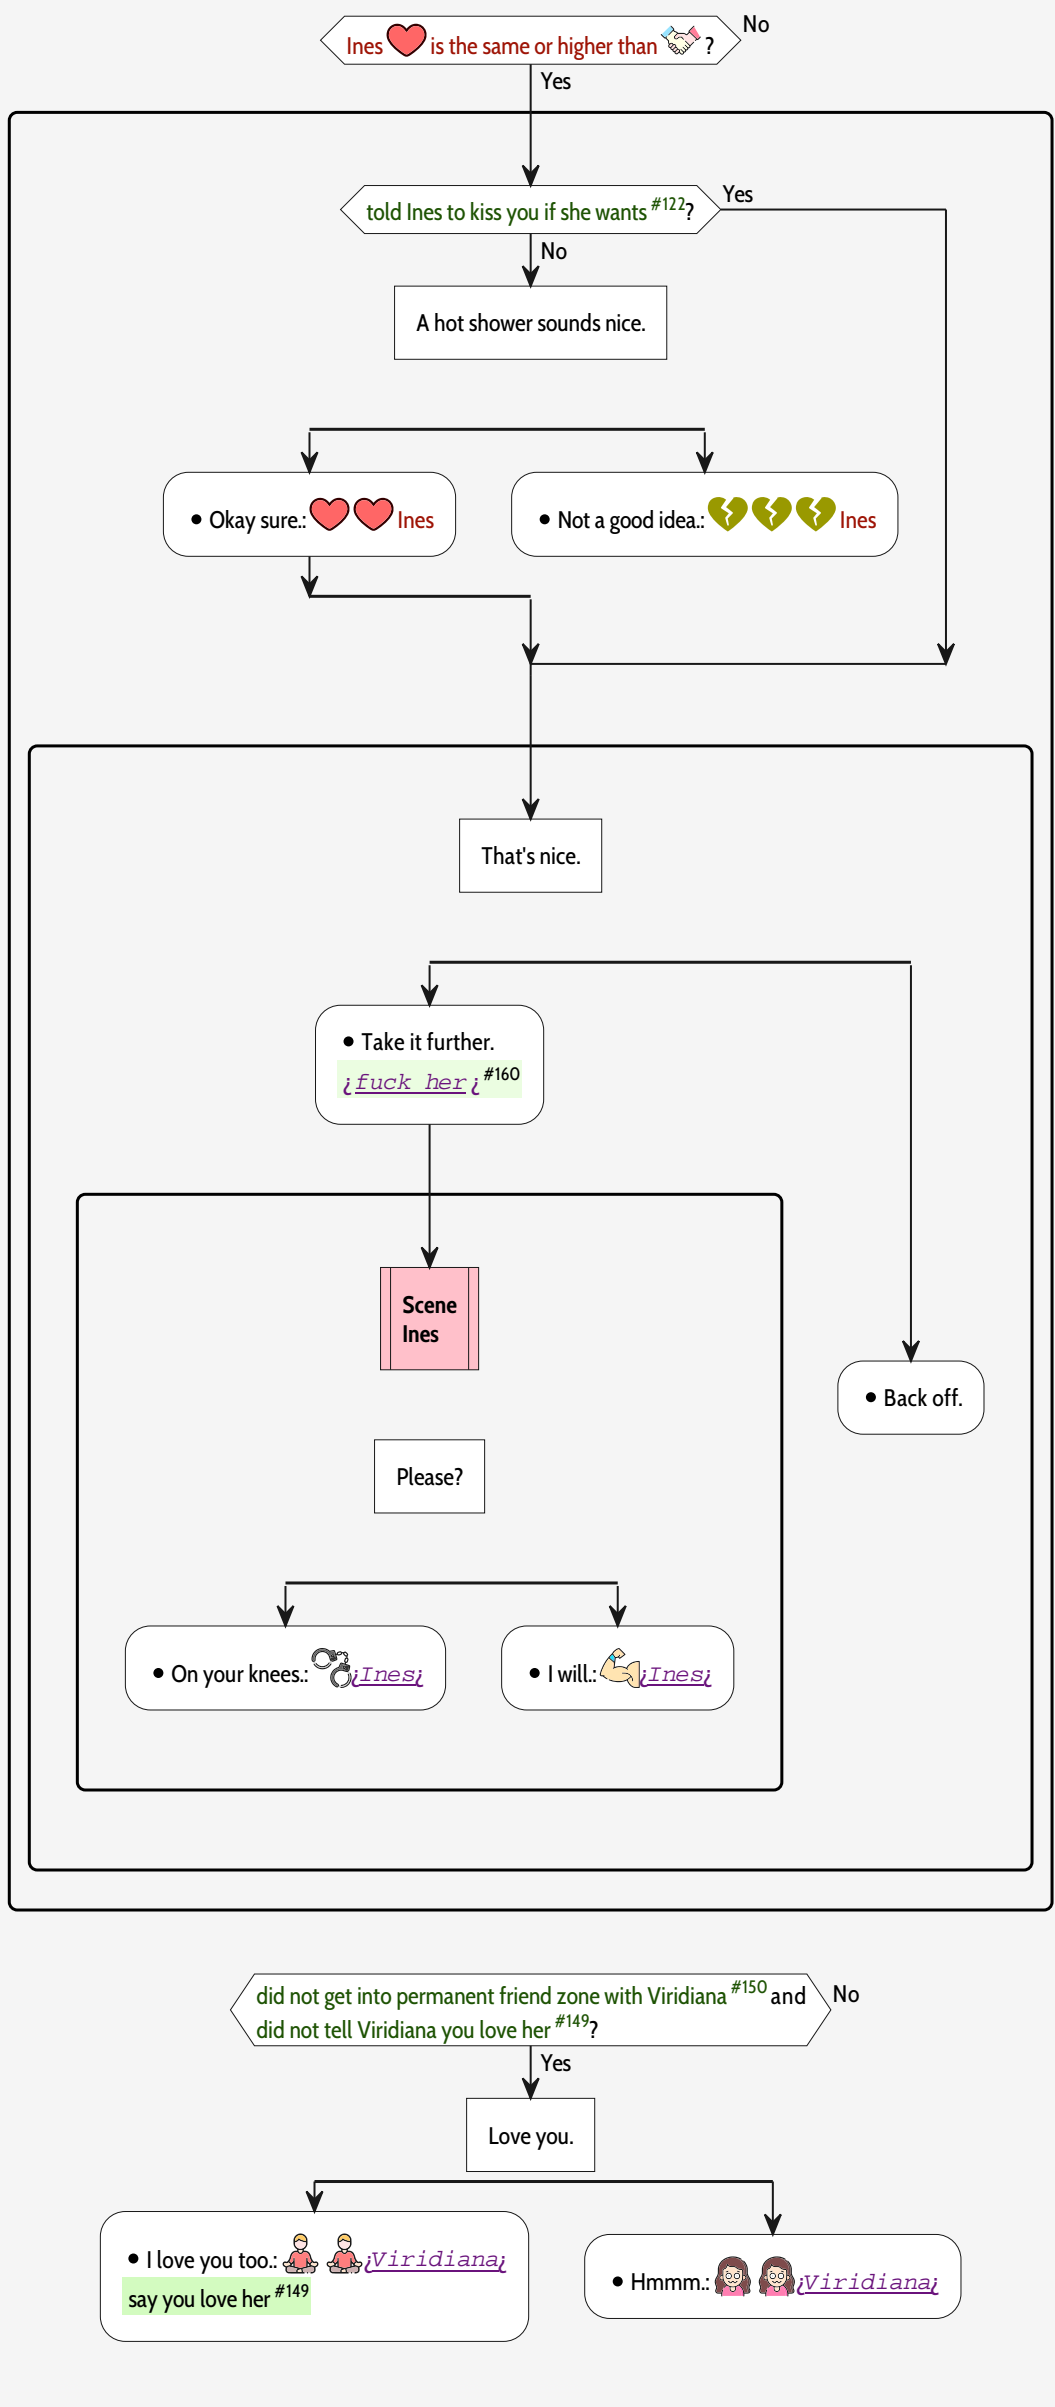 Ines is the same or higher than ?
No
Yes
told Ines to kiss you if she wants #122?
Yes
No
A hot shower sounds nice.
• Okay sure.: Ines
• Not a good idea.: Ines
That's nice.
• Take it further.
¿fuck her¿ #160
Scene
Ines
• Back off.
Please?
• On your knees.: ¿Ines¿
• I will.: ¿Ines¿
did not get into permanent friend zone with Viridiana #150 and
did not tell Viridiana you love her #149?
No
Yes
Love you.
• I love you too.: ¿Viridiana¿
say you love her #149
• Hmmm.: ¿Viridiana¿